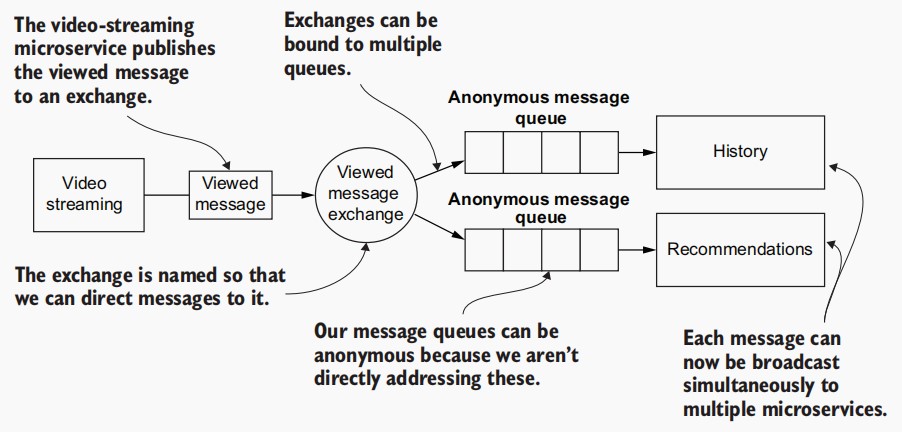 The video-streaming
microservice publishes
the viewed message
to an exchange.
Exchanges can be
bound to multiple
queues.
Anonymous message
queue
History
Video
streaming
Viewed
message
Viewed
message
exchange
Anonymous message
queue
Recommendations
The exchange is named so that
we can direct messages to it.
Our message queues can be
anonymous because we aren’t
directly addressing these.
Each message can
now be broadcast
simultaneously to
multiple microservices.